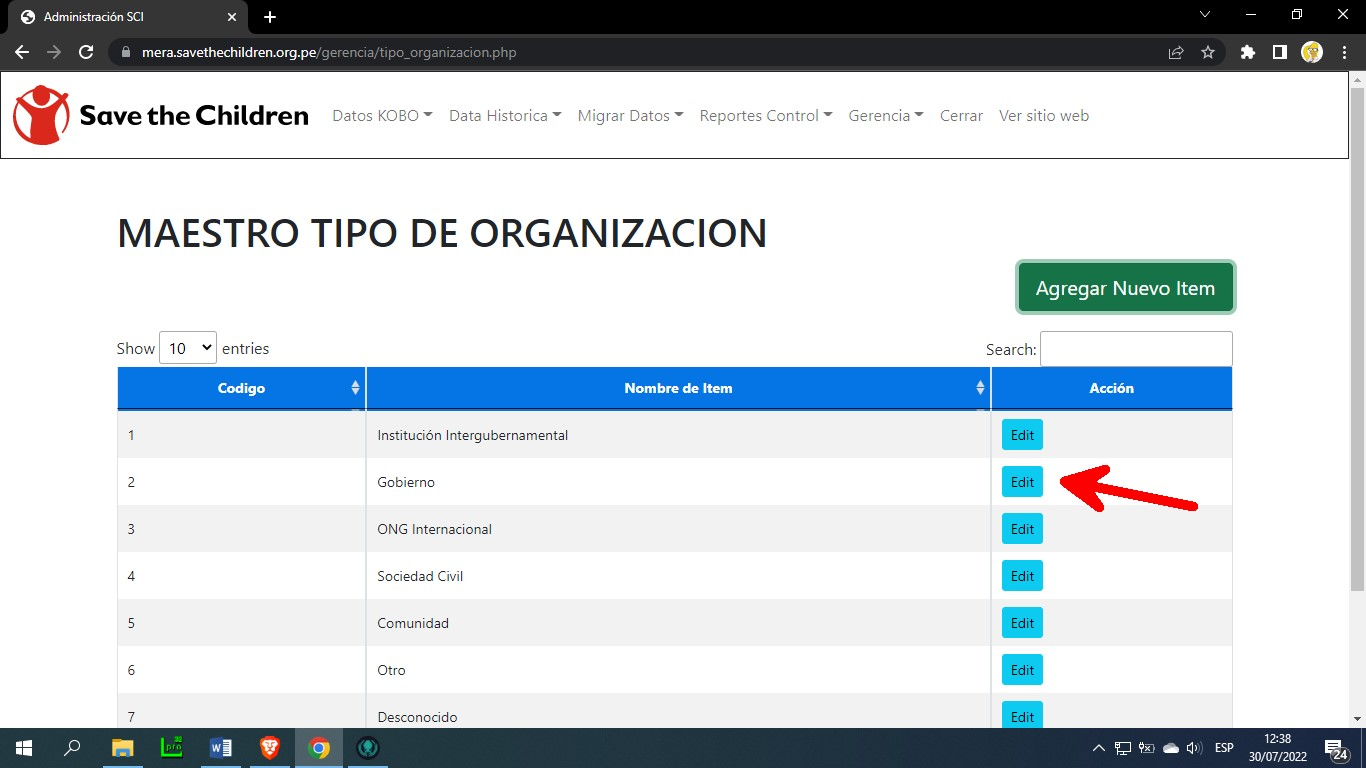 Administración SCI
mera.savethechildren.org.pe/gerencia/tipo_organizacion.php
Save the Children Datos KOBO Data Historica Migrar Datos Reportes Control Gerencia Cerrar Ver sitio web
MAESTRO TIPO DE ORGANIZACION
Agregar Nuevo Item
Show 10 entries Search:
Codigo Nombre de Item Acción
1 Institución Intergubernamental Edit
2 Gobierno Edit
3 ONG Internacional Edit
4 Sociedad Civil Edit
5 Comunidad Edit
6 Otro Edit
7 Desconocido Edit
ESP 12:38
30/07/2022 24